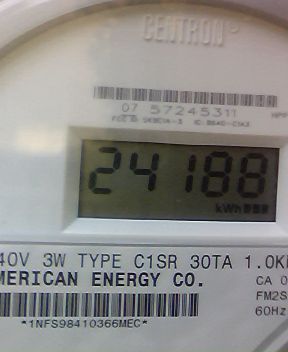 CENTRON
07 57245311
24188
kWh
40V 3W TYPE C1SR 30TA 1.0K
MERICAN ENERGY CO.
CA 0
FM2S
60Hz
*1NFS98410366MEC*